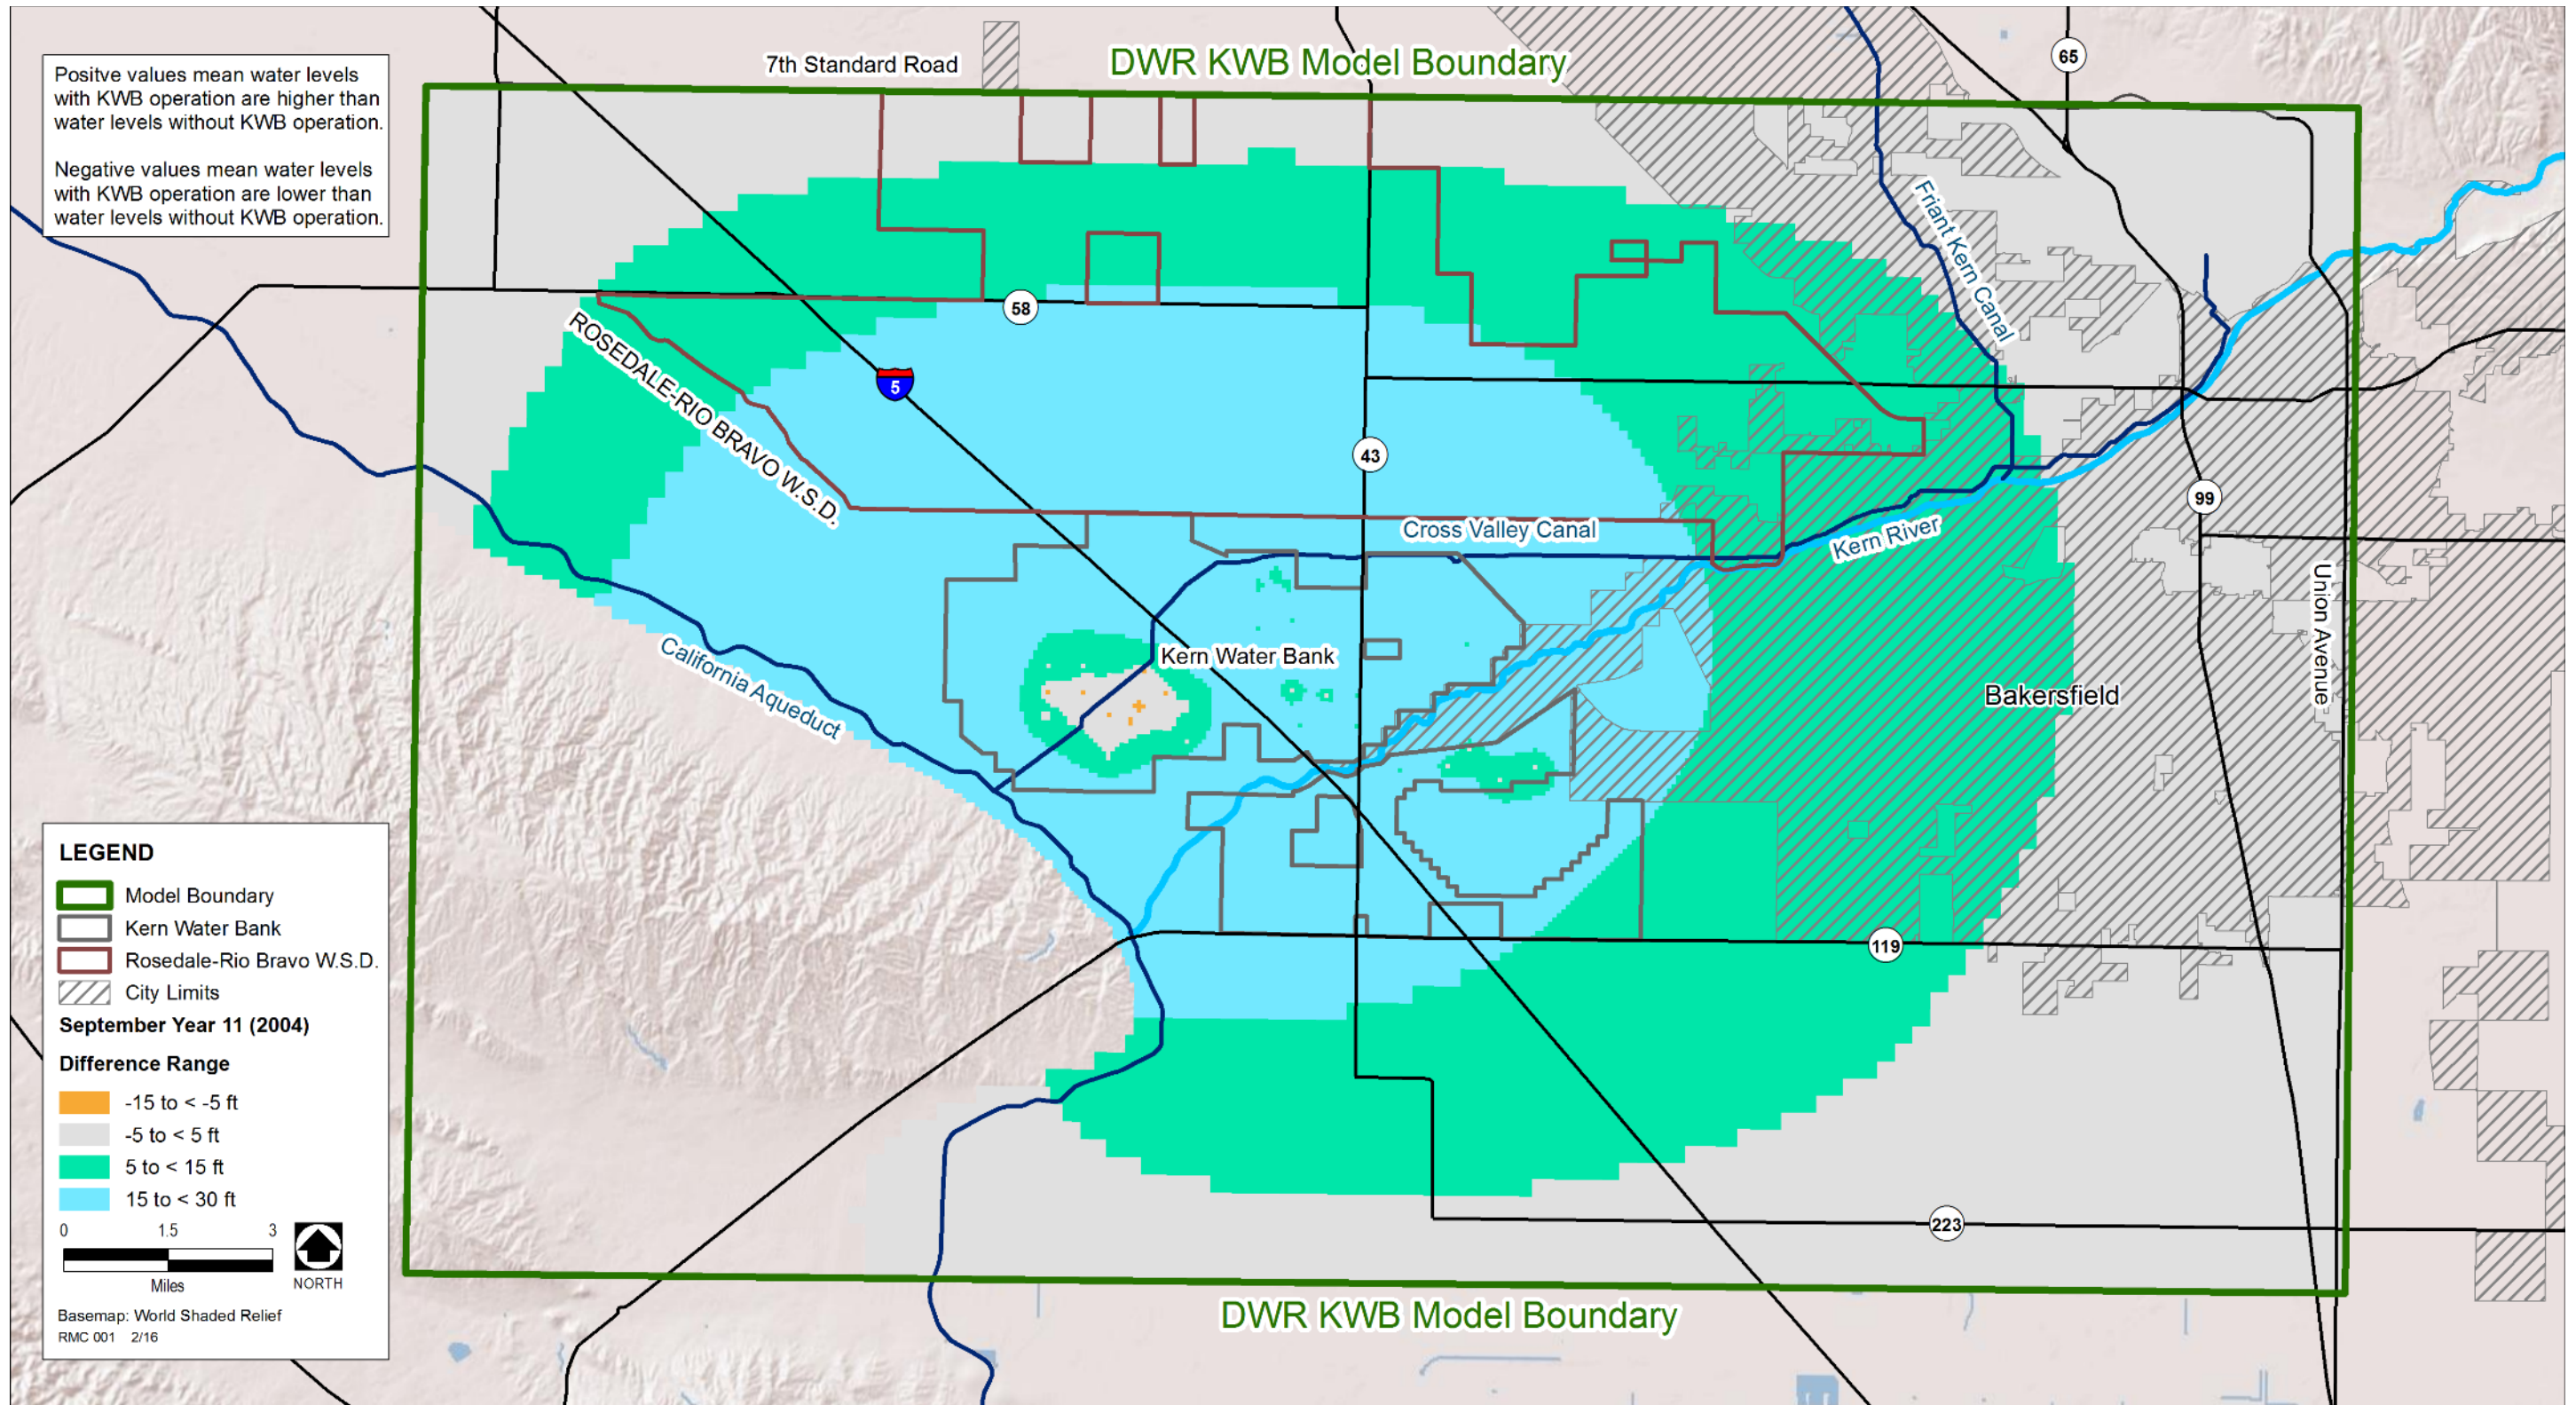 7th Standard Road
DWR KWB Model Boundary
65
Positve values mean water levels
with KWB operation are higher than
water levels without KWB operation.
Negative values mean water levels
with KWB operation are lower than
water levels without KWB operation.
Friant Kern Canal
58
ROSEDALE-RIO BRAVO W.S.D.
5
43
99
Cross Valley Canal
Kern River
Union Avenue
California Aqueduct
Kern Water Bank
Bakersfield
119
223
DWR KWB Model Boundary
LEGEND
Model Boundary
Kern Water Bank
Rosedale-Rio Bravo W.S.D.
City Limits
September Year 11 (2004)
Difference Range
-15 to < -5 ft
-5 to < 5 ft
5 to < 15 ft
15 to < 30 ft
0 1.5 3
Miles
NORTH
Basemap: World Shaded Relief
RMC 001 2/16